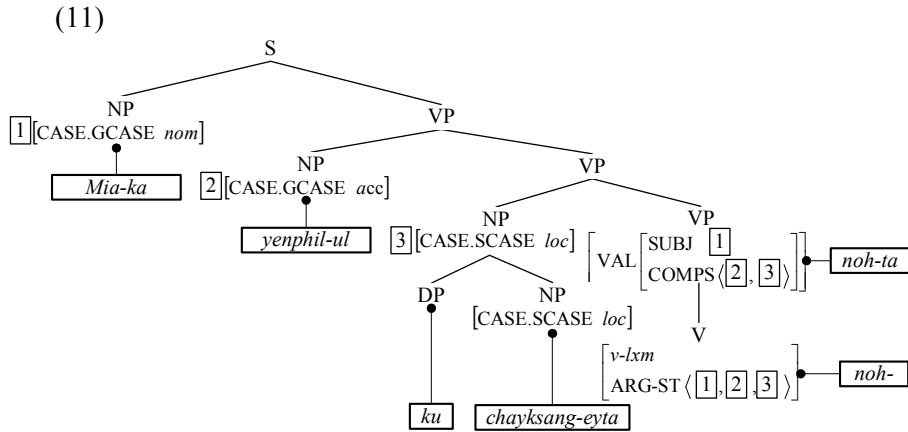 (11)
S
NP VP
1 [CASE.GCASE nom]
NP VP
Mia-ka
2 [CASE.GCASE acc]
NP VP
yenphil-ul
3 [CASE.SCASE loc]
VAL SUBJ 1
COMPS ⟨2, 3⟩
noh-ta
DP NP
[CASE.SCASE loc]
V
v-lxm
ARG-ST ⟨1, 2, 3⟩
noh-
ku chayksang-eyta